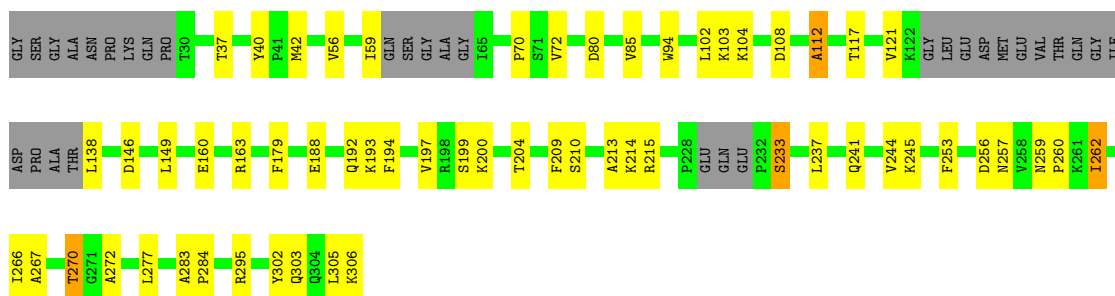 GLY SER GLY ALA ASN PRO LYS GLN PRO T30 T37 Y40 P41 M42 V56 I59 GLN SER GLY ALA GLY I65 P70 S71 V72 D80 V85 W94 L102 K103 K104 D108 A112 T117 V121 K122 GLY LEU GLU ASP MET GLU VAL THR GLN GLY ILE
ASP PRO ALA THR L138 D146 L149 E160 R163 F179 E188 Q192 K193 F194 V197 R198 S199 K200 T204 F209 S210 A213 K214 R215 P228 GLU GLN GLU P232 S233 L237 Q241 V244 K245 F253 D256 N257 V258 N259 P260 K261 I262
I266 A267 T270 G271 A272 L277 A283 P284 R295 Y302 Q303 Q304 L305 K306